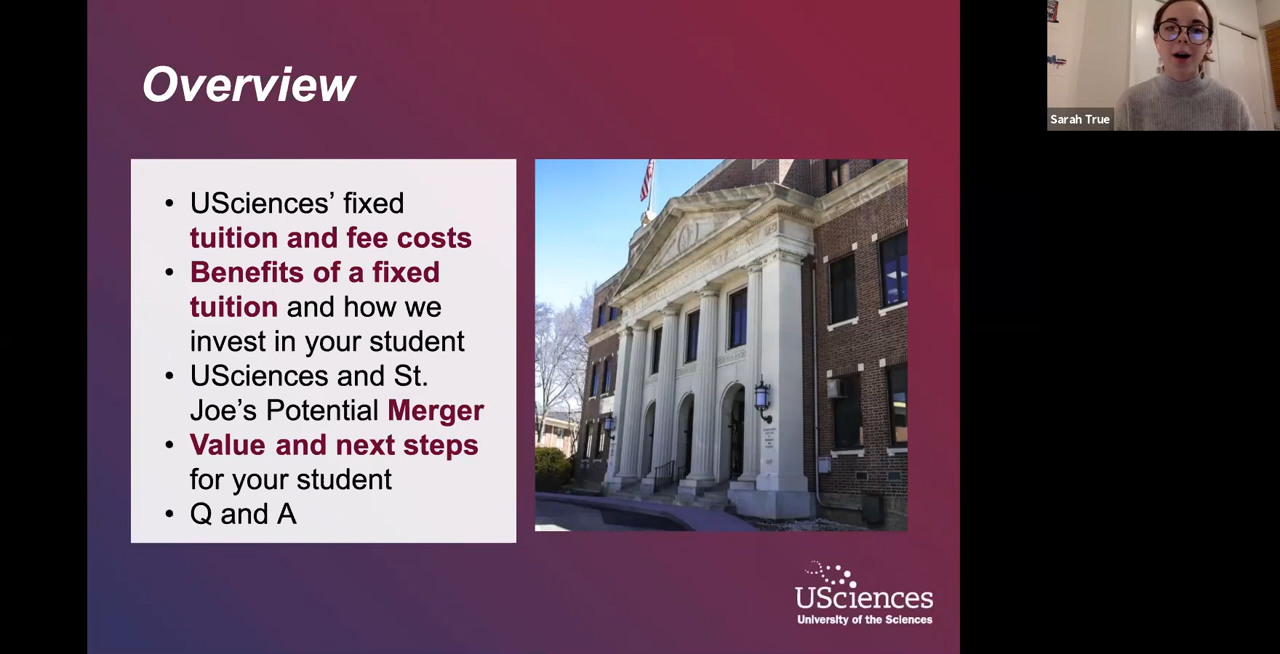 Overview
• USciences’ fixed
tuition and fee costs
• Benefits of a fixed
tuition and how we
invest in your student
• USciences and St.
Joe’s Potential Merger
• Value and next steps
for your student
• Q and A
USciences
University of the Sciences
Sarah True